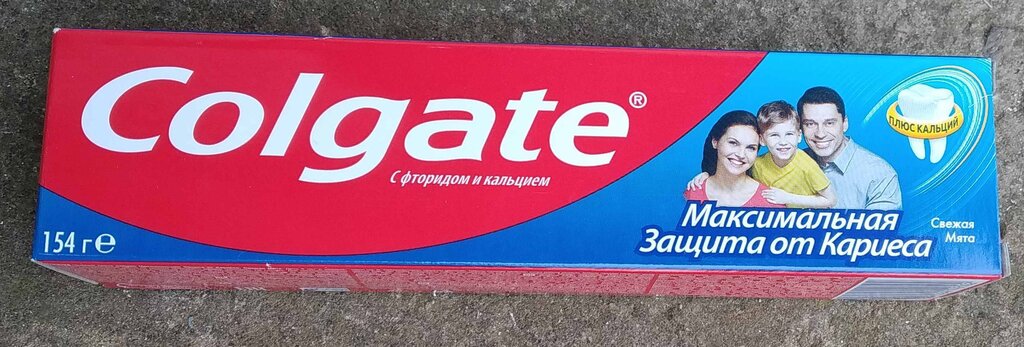 Colgate®
С фторидом и кальцием
154 г℮
ПЛЮС КАЛЬЦИЙ
Максимальная
Защита от Кариеса
Свежая
Мята